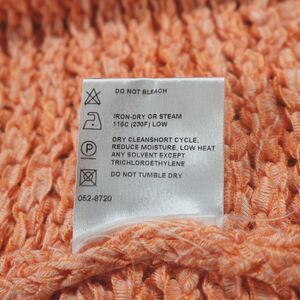 DO NOT BLEACH
IRON-DRY OR STEAM
110C (230F) LOW
DRY CLEANSHORT CYCLE,
REDUCE MOISTURE, LOW HEAT
ANY SOLVENT EXCEPT
TRICHLOROETHYLENE
P
DO NOT TUMBLE DRY
052-6720